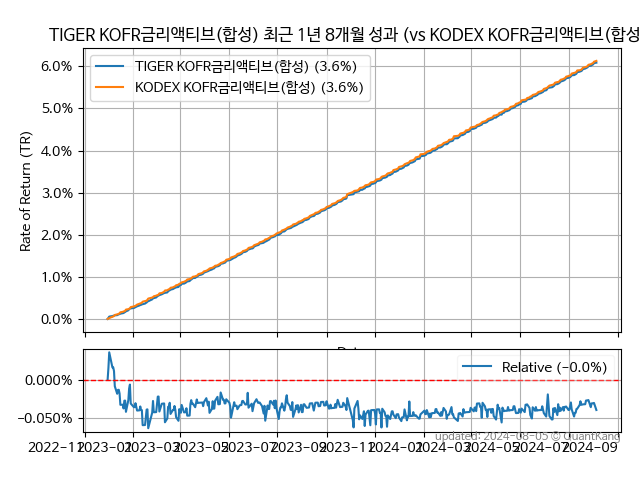 TIGER KOFR금리액티브(합성) 최근 1년 8개월 성과 (vs KODEX KOFR금리액티브(합성
Rate of Return (TR)
6.0%
5.0%
4.0%
3.0%
2.0%
1.0%
0.0%
TIGER KOFR금리액티브(합성) (3.6%)
KODEX KOFR금리액티브(합성) (3.6%)
0.000%
-0.050%
Relative (-0.0%)
updated: 2024-08-05 © QuantKang
2022-11 2023-01 2023-03 2023-05 2023-07 2023-09 2023-11 2024-01 2024-03 2024-05 2024-07 2024-09